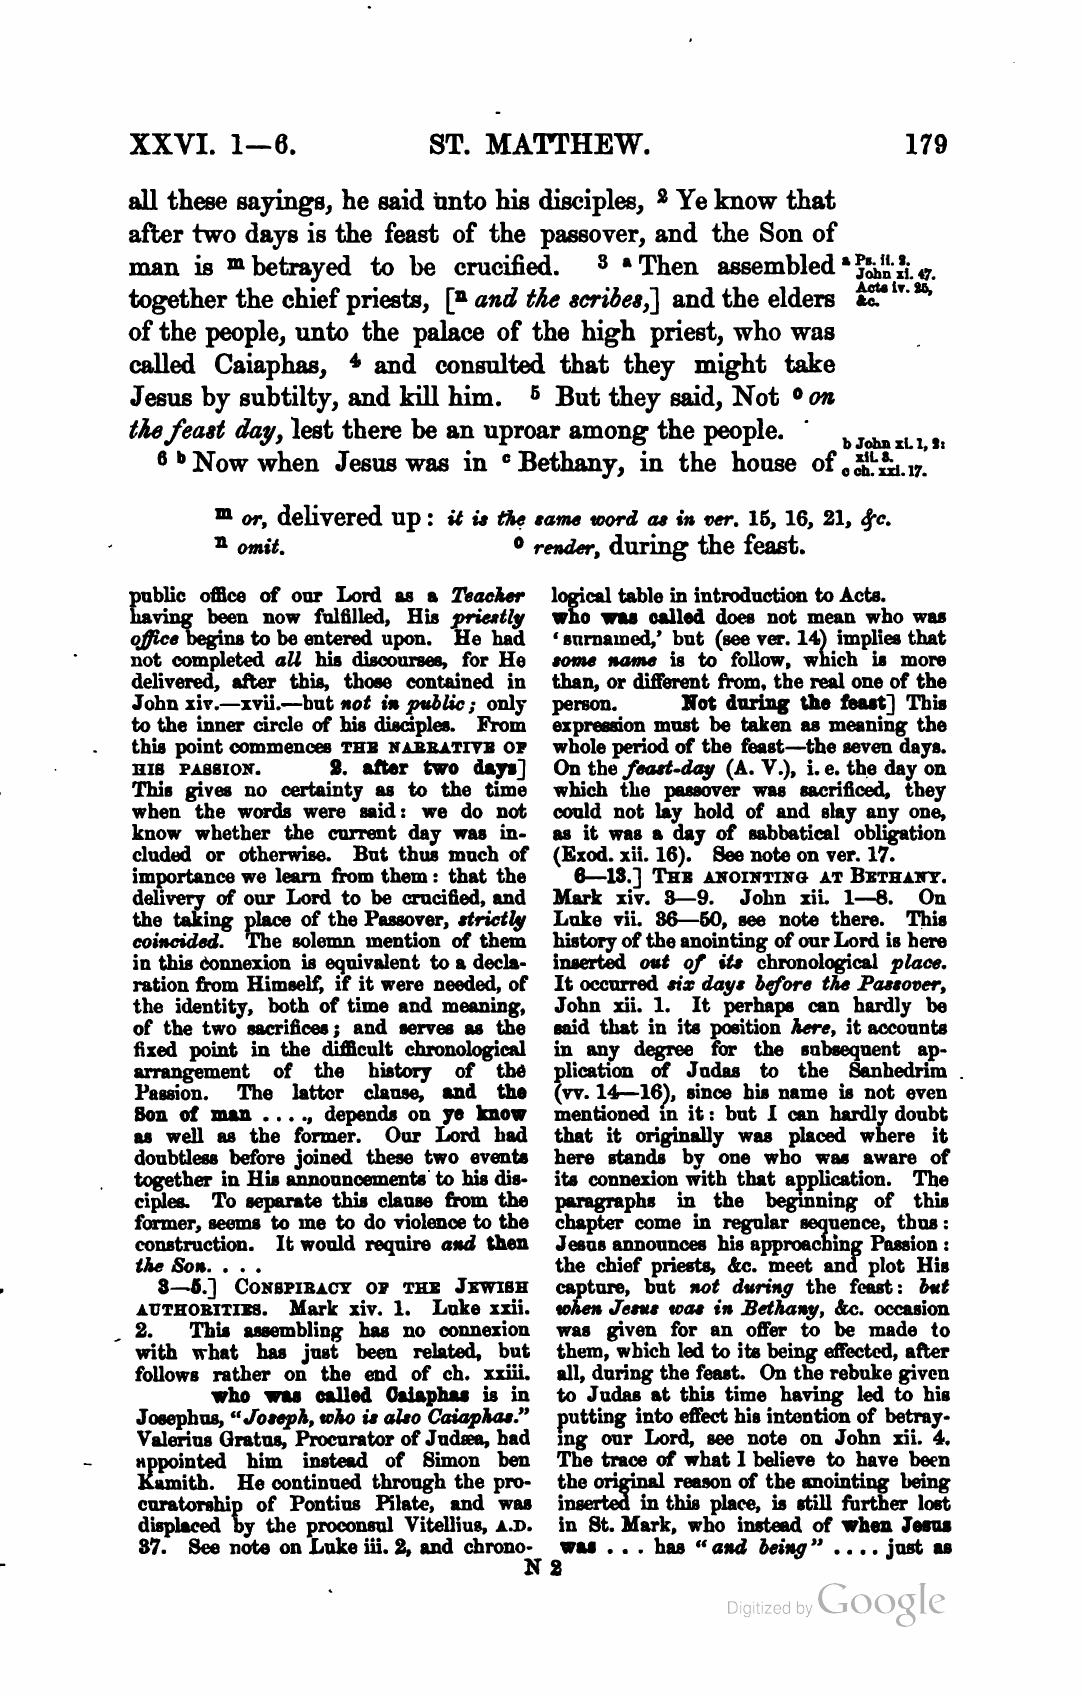 XXVI. 1—6. ST. MATTHEW. 179
all these sayings, he said unto his disciples, 2 Ye know that
after two days is the feast of the passover, and the Son of
man is m betrayed to be crucified. 3 a Then assembled
together the chief priests, [n and the scribes,] and the elders
of the people, unto the palace of the high priest, who was
called Caiaphas, 4 and consulted that they might take
Jesus by subtilty, and kill him. 5 But they said, Not o on
the feast day, lest there be an uproar among the people.
6 b Now when Jesus was in c Bethany, in the house of
a Ps. ii. 2.
John xi. 47.
Acts iv. 25,
&c.
b John xi. 1, 2:
xii. 3.
c ch. xxi. 17.
m or, delivered up: it is the same word as in ver. 15, 16, 21, &c.
n omit. o render, during the feast.
public office of our Lord as a Teacher
having been now fulfilled, His priestly
office begins to be entered upon. He had
not completed all his discourses, for He
delivered, after this, those contained in
John xiv.—xvii.—but not in public; only
to the inner circle of his disciples. From
this point commences THE NARRATIVE OF
HIS PASSION. 2. after two days]
This gives no certainty as to the time
when the words were said: we do not
know whether the current day was in-
cluded or otherwise. But thus much of
importance we learn from them: that the
delivery of our Lord to be crucified, and
the taking place of the Passover, strictly
coincided. The solemn mention of them
in this connexion is equivalent to a decla-
ration from Himself, if it were needed, of
the identity, both of time and meaning,
of the two sacrifices; and serves as the
fixed point in the difficult chronological
arrangement of the history of the
Passion. The latter clause, and the
Son of man . . . ., depends on ye know
as well as the former. Our Lord had
doubtless before joined these two events
together in His announcements to his dis-
ciples. To separate this clause from the
former, seems to me to do violence to the
construction. It would require and then
the Son. . . .
3—5.] CONSPIRACY OF THE JEWISH
AUTHORITIES. Mark xiv. 1. Luke xxii.
2. This assembling has no connexion
with what has just been related, but
follows rather on the end of ch. xxiii.
who was called Caiaphas is in
Josephus, "Joseph, who is also Caiaphas."
Valerius Gratus, Procurator of Judæa, had
appointed him instead of Simon ben
Kamith. He continued through the pro-
curatorship of Pontius Pilate, and was
displaced by the proconsul Vitellius, A.D.
37. See note on Luke iii. 2, and chrono-
logical table in introduction to Acts.
who was called does not mean who was
'surnamed,' but (see ver. 14) implies that
some name is to follow, which is more
than, or different from, the real one of the
person. Not during the feast] This
expression must be taken as meaning the
whole period of the feast—the seven days.
On the feast-day (A. V.), i. e. the day on
which the passover was sacrificed, they
could not lay hold of and slay any one,
as it was a day of sabbatical obligation
(Exod. xii. 16). See note on ver. 17.
6—13.] THE ANOINTING AT BETHANY.
Mark xiv. 3—9. John xii. 1—8. On
Luke vii. 36—50, see note there. This
history of the anointing of our Lord is here
inserted out of its chronological place.
It occurred six days before the Passover,
John xii. 1. It perhaps can hardly be
said that in its position here, it accounts
in any degree for the subsequent ap-
plication of Judas to the Sanhedrim
(vv. 14—16), since his name is not even
mentioned in it: but I can hardly doubt
that it originally was placed where it
here stands by one who was aware of
its connexion with that application. The
paragraphs in the beginning of this
chapter come in regular sequence, thus:
Jesus announces his approaching Passion:
the chief priests, &c. meet and plot His
capture, but not during the feast: but
when Jesus was in Bethany, &c. occasion
was given for an offer to be made to
them, which led to its being effected, after
all, during the feast. On the rebuke given
to Judas at this time having led to his
putting into effect his intention of betray-
ing our Lord, see note on John xii. 4.
The trace of what I believe to have been
the original reason of the anointing being
inserted in this place, is still further lost
in St. Mark, who instead of when Jesus
was . . . has "and being" . . . . just as
N 2
Digitized by Google